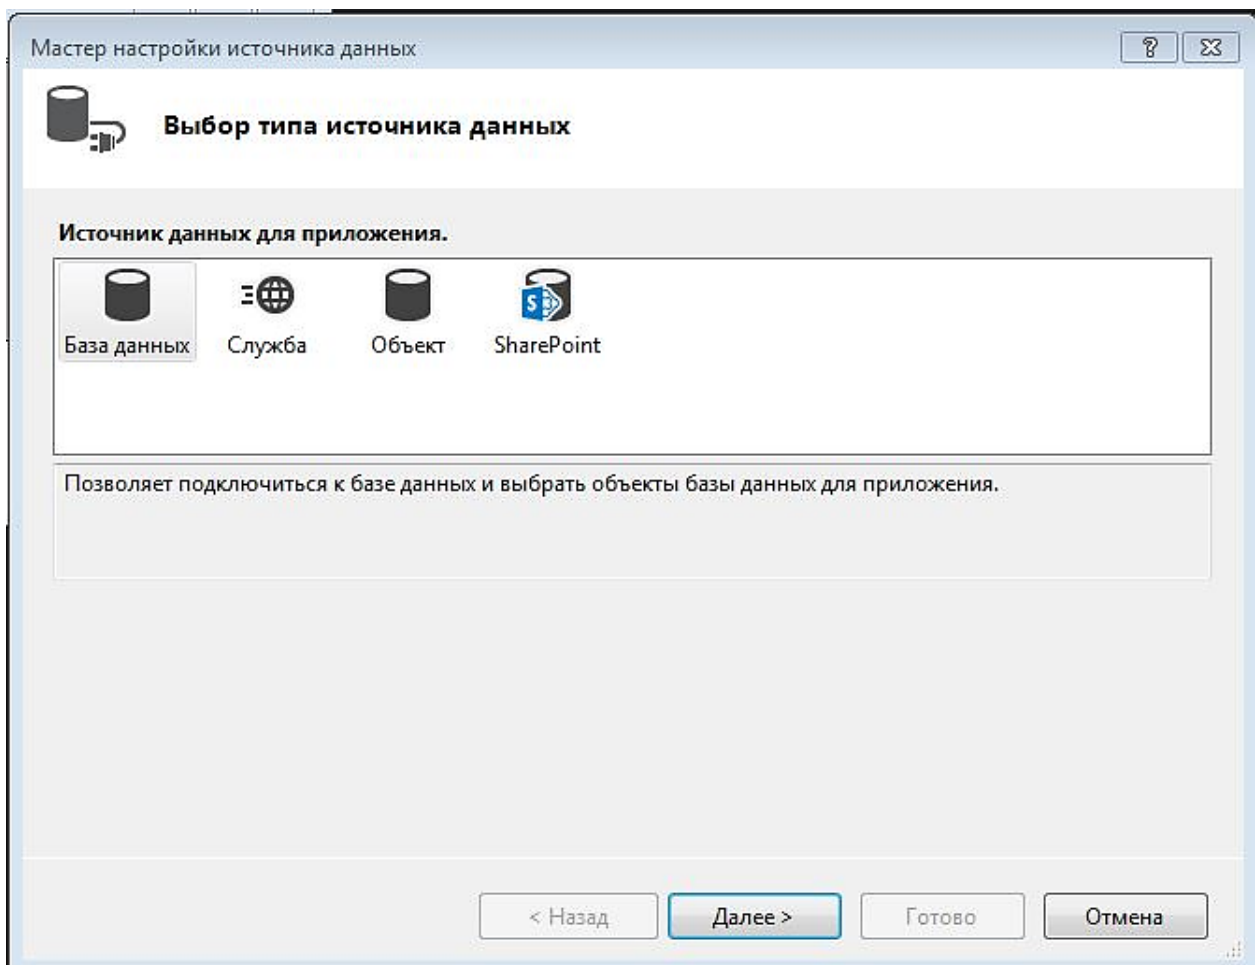 Мастер настройки источника данных
Выбор типа источника данных
Источник данных для приложения.
База данных Служба Объект SharePoint
Позволяет подключиться к базе данных и выбрать объекты базы данных для приложения.
< Назад Далее > Готово Отмена